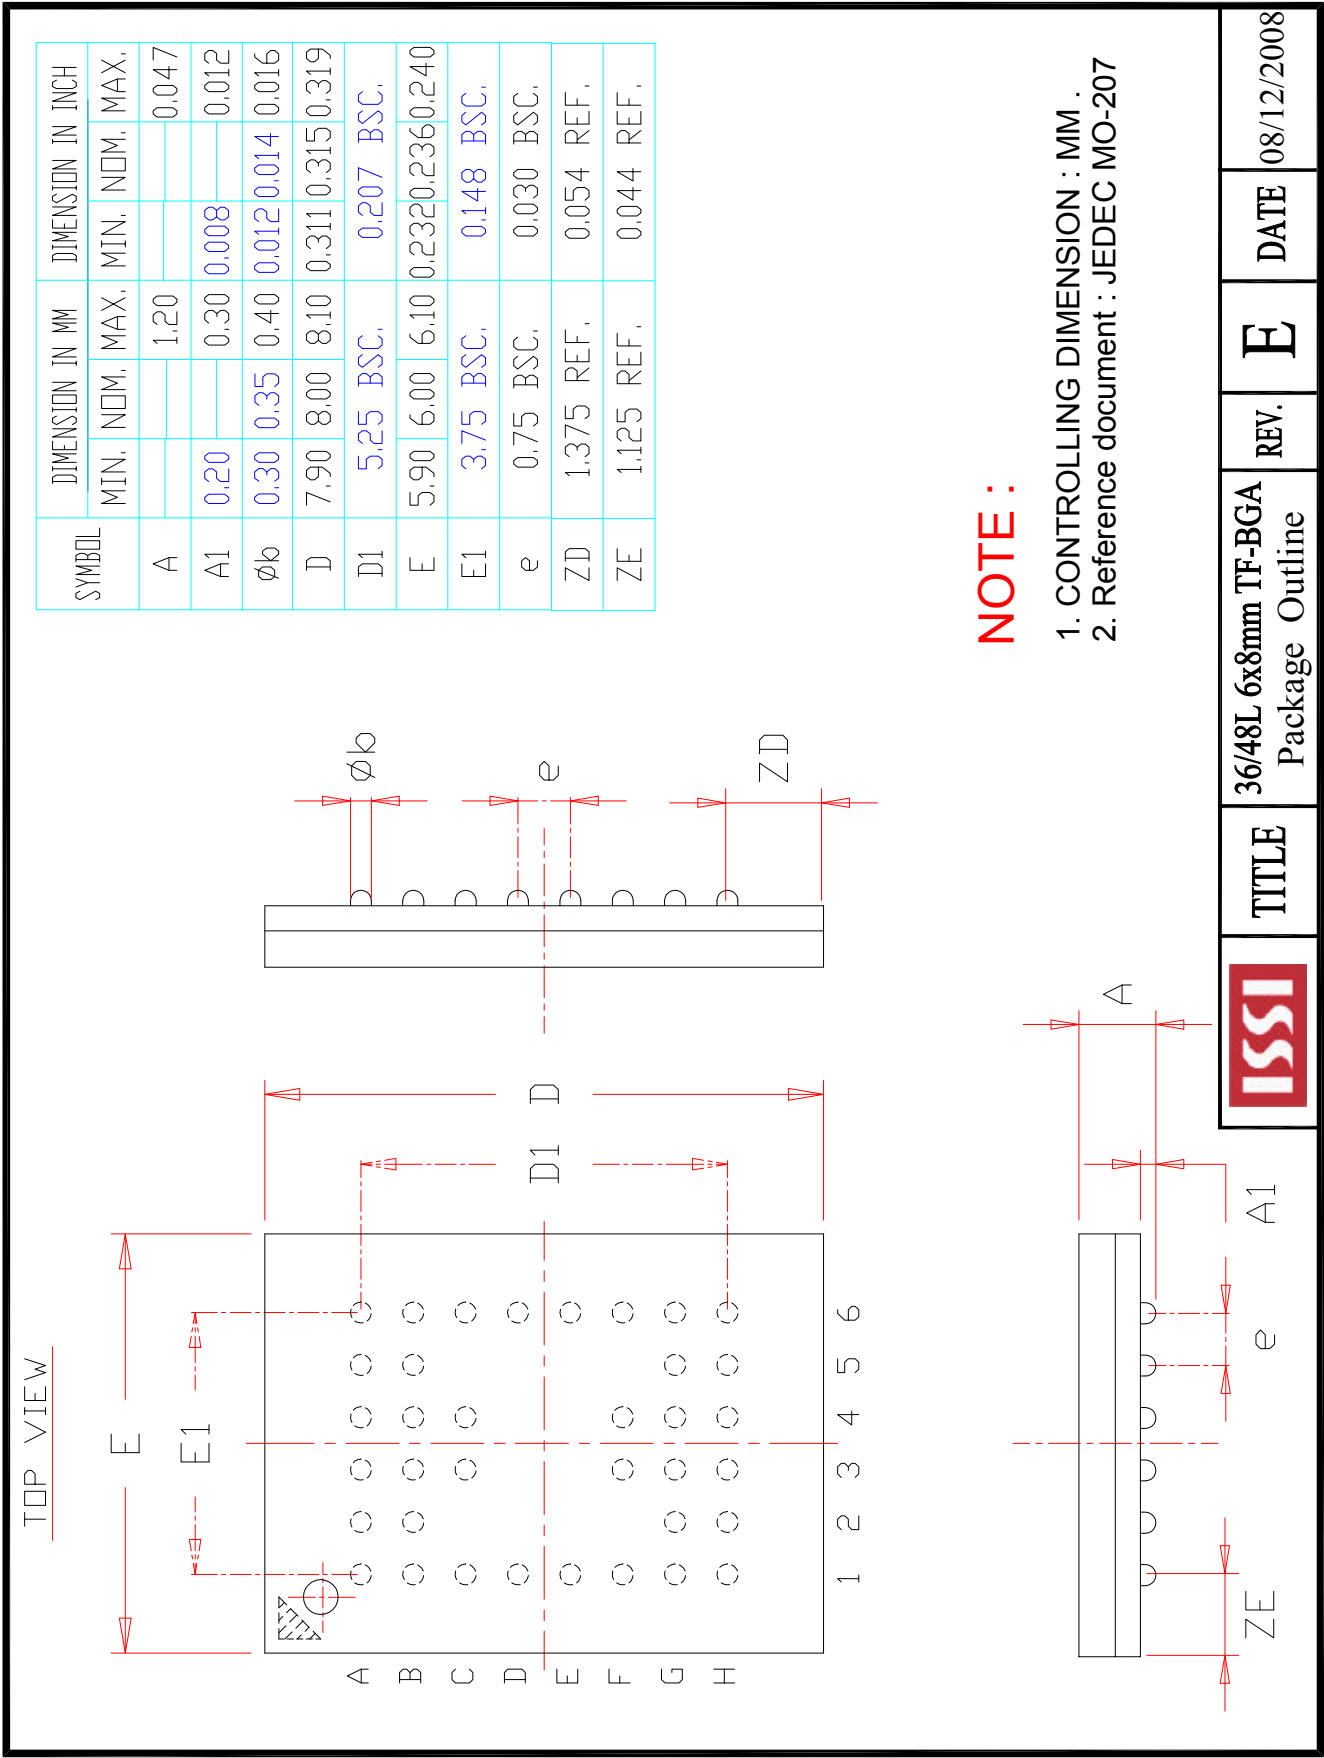 TOP VIEW
E
E1
D
D1
A
B
C
D
E
F
G
H
1 2 3 4 5 6
Øb
e
ZD
A
A1
e
ZE
SYMBOL DIMENSION IN MM DIMENSION IN INCH
MIN. NOM. MAX. MIN. NOM. MAX.
A 1.20 0.047
A1 0.20 0.30 0.008 0.012
Øb 0.30 0.35 0.40 0.012 0.014 0.016
D 7.90 8.00 8.10 0.311 0.315 0.319
D1 5.25 BSC. 0.207 BSC.
E 5.90 6.00 6.10 0.232 0.236 0.240
E1 3.75 BSC. 0.148 BSC.
e 0.75 BSC. 0.030 BSC.
ZD 1.375 REF. 0.054 REF.
ZE 1.125 REF. 0.044 REF.
NOTE :
1. CONTROLLING DIMENSION : MM .
2. Reference document : JEDEC MO-207
ISSI
TITLE
36/48L 6x8mm TF-BGA
Package Outline
REV. E
DATE 08/12/2008